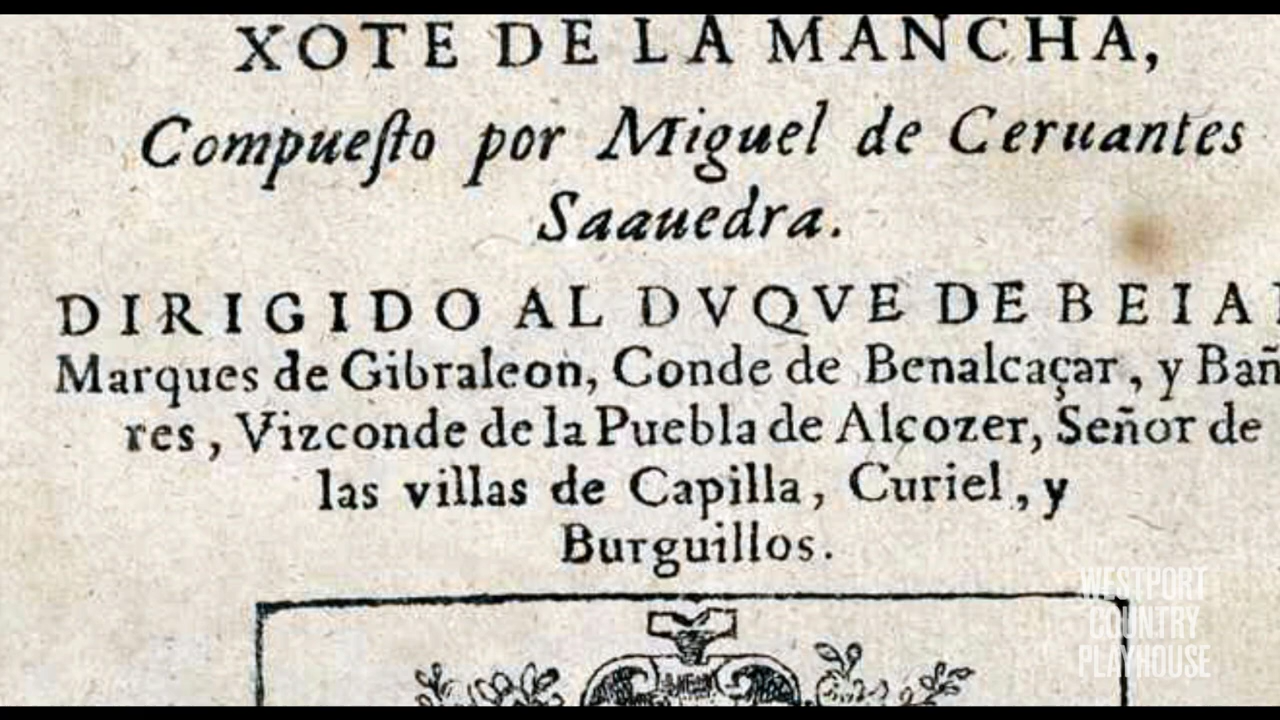 XOTE DE LA MANCHA,
Compueſto por Miguel de Ceruantes
Saauedra.
DIRIGIDO AL DVQVE DE BEIA
Marques de Gibraleon, Conde de Benalcaçar, y Bañ
res, Vizconde de la Puebla de Alcozer, Señor de
las villas de Capilla, Curiel, y
Burguillos.
WESTPORT
COUNTRY
PLAYHOUSE